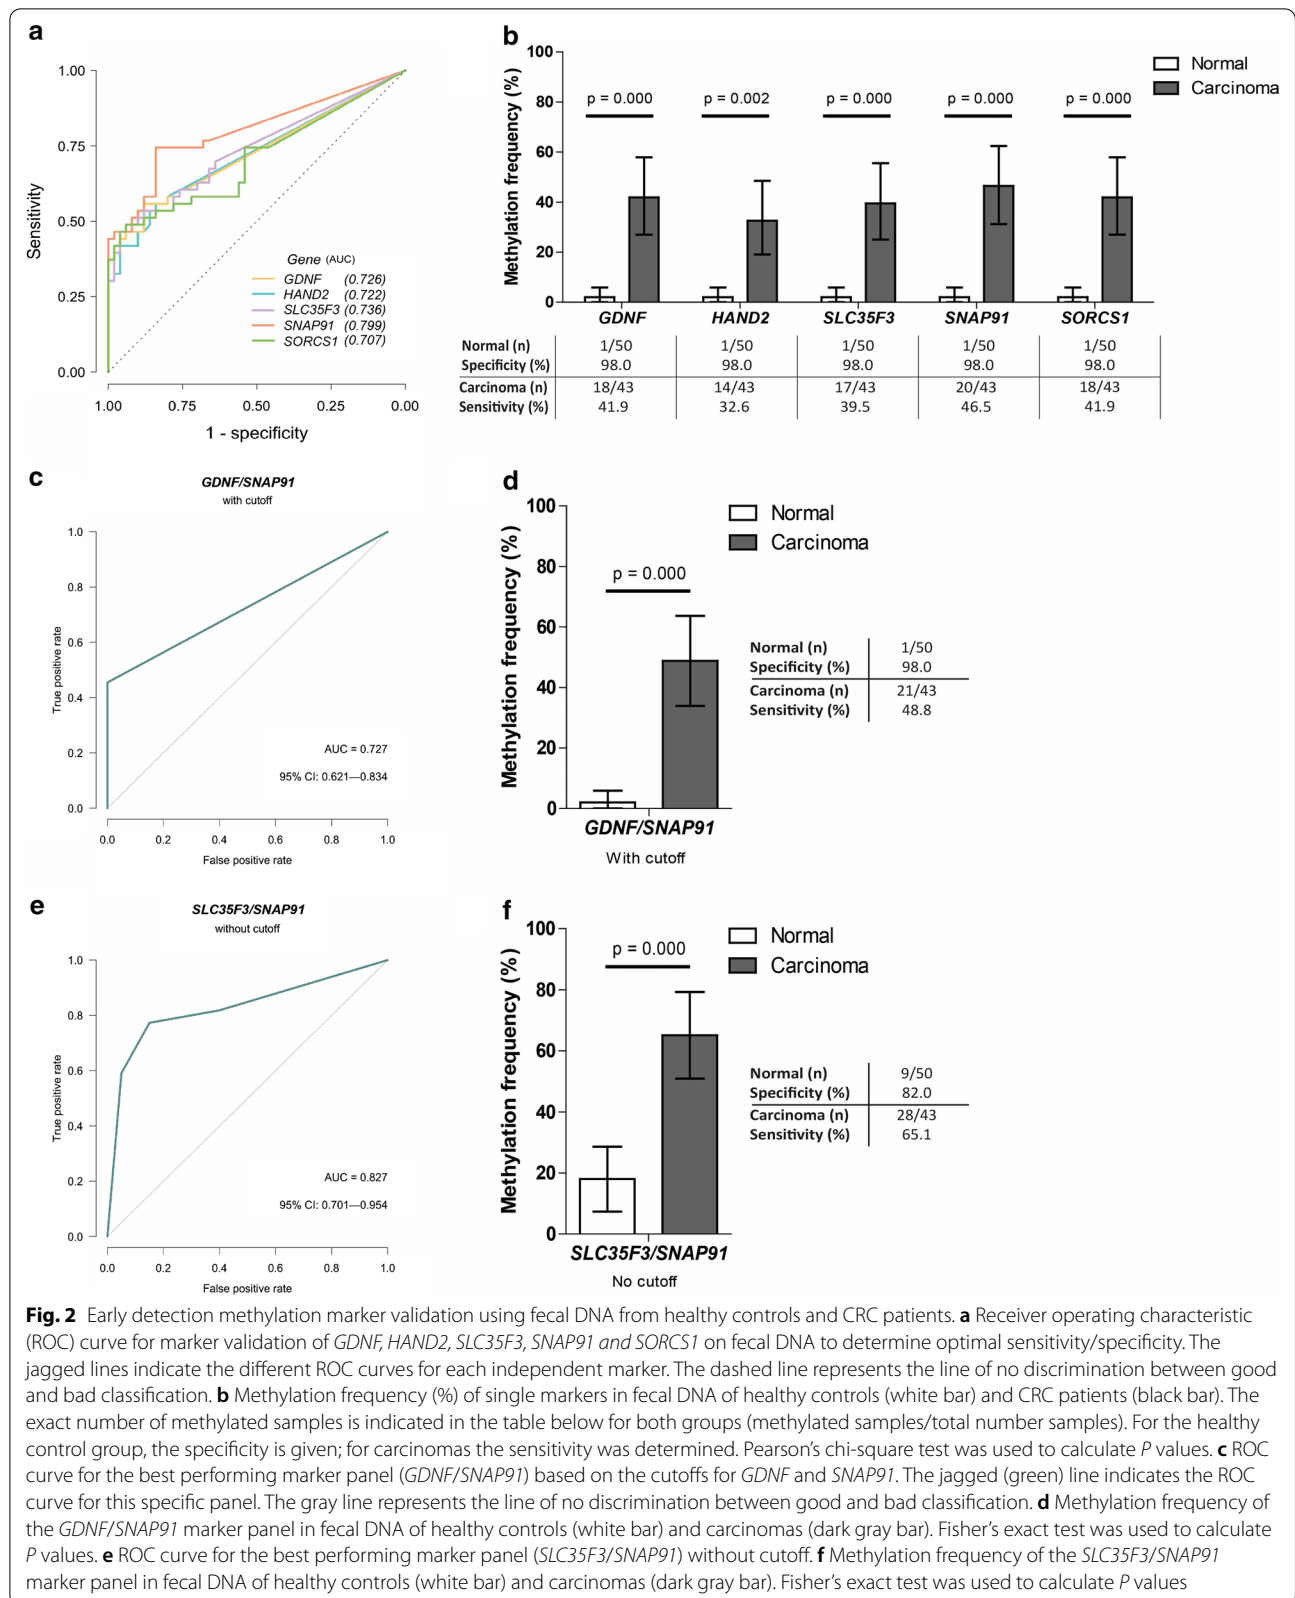 a
1.00
0.75
0.50
0.25
0.00
Sensitivity
1.00 0.75 0.50 0.25 0.00
1 - specificity
Gene (AUC)
GDNF (0.726)
HAND2 (0.722)
SLC35F3 (0.736)
SNAP91 (0.799)
SORCS1 (0.707)
b
100
80
60
40
20
0
Methylation frequency (%)
Normal
Carcinoma
p = 0.000 p = 0.002 p = 0.000 p = 0.000 p = 0.000
GDNF HAND2 SLC35F3 SNAP91 SORCS1
Normal (n) 1/50 1/50 1/50 1/50 1/50
Specificity (%) 98.0 98.0 98.0 98.0 98.0
Carcinoma (n) 18/43 14/43 17/43 20/43 18/43
Sensitivity (%) 41.9 32.6 39.5 46.5 41.9
c
GDNF/SNAP91
with cutoff
1.0
0.8
0.6
0.4
0.2
0.0
True positive rate
AUC = 0.727
95% CI: 0.621—0.834
0.0 0.2 0.4 0.6 0.8 1.0
False positive rate
d
100
80
60
40
20
0
Methylation frequency (%)
Normal
Carcinoma
p = 0.000
GDNF/SNAP91
With cutoff
Normal (n) 1/50
Specificity (%) 98.0
Carcinoma (n) 21/43
Sensitivity (%) 48.8
e
SLC35F3/SNAP91
without cutoff
1.0
0.8
0.6
0.4
0.2
0.0
True positive rate
AUC = 0.827
95% CI: 0.701—0.954
0.0 0.2 0.4 0.6 0.8 1.0
False positive rate
f
100
80
60
40
20
0
Methylation frequency (%)
Normal
Carcinoma
p = 0.000
SLC35F3/SNAP91
No cutoff
Normal (n) 9/50
Specificity (%) 82.0
Carcinoma (n) 28/43
Sensitivity (%) 65.1
Fig. 2 Early detection methylation marker validation using fecal DNA from healthy controls and CRC patients. a Receiver operating characteristic
(ROC) curve for marker validation of GDNF, HAND2, SLC35F3, SNAP91 and SORCS1 on fecal DNA to determine optimal sensitivity/specificity. The
jagged lines indicate the different ROC curves for each independent marker. The dashed line represents the line of no discrimination between good
and bad classification. b Methylation frequency (%) of single markers in fecal DNA of healthy controls (white bar) and CRC patients (black bar). The
exact number of methylated samples is indicated in the table below for both groups (methylated samples/total number samples). For the healthy
control group, the specificity is given; for carcinomas the sensitivity was determined. Pearson's chi-square test was used to calculate P values. c ROC
curve for the best performing marker panel (GDNF/SNAP91) based on the cutoffs for GDNF and SNAP91. The jagged (green) line indicates the ROC
curve for this specific panel. The gray line represents the line of no discrimination between good and bad classification. d Methylation frequency of
the GDNF/SNAP91 marker panel in fecal DNA of healthy controls (white bar) and carcinomas (dark gray bar). Fisher's exact test was used to calculate
P values. e ROC curve for the best performing marker panel (SLC35F3/SNAP91) without cutoff. f Methylation frequency of the SLC35F3/SNAP91
marker panel in fecal DNA of healthy controls (white bar) and carcinomas (dark gray bar). Fisher's exact test was used to calculate P values